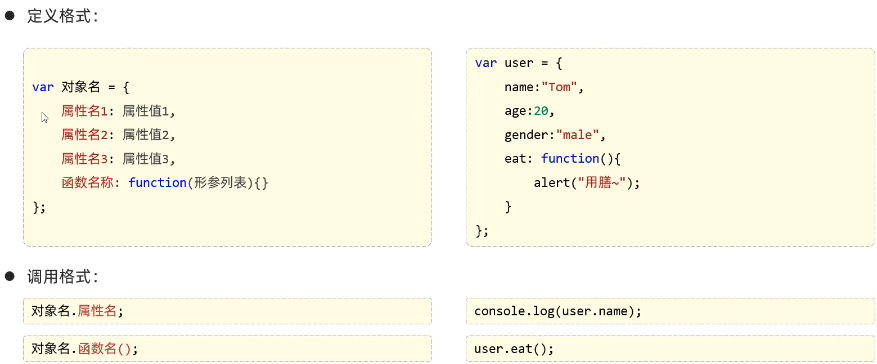 ● 定义格式：
var 对象名 = {
    属性名1: 属性值1,
    属性名2: 属性值2,
    属性名3: 属性值3,
    函数名称: function(形参列表){}
};
var user = {
    name:"Tom",
    age:20,
    gender:"male",
    eat: function(){
        alert("用膳~");
    }
};
● 调用格式：
对象名.属性名;
console.log(user.name);
对象名.函数名();
user.eat();